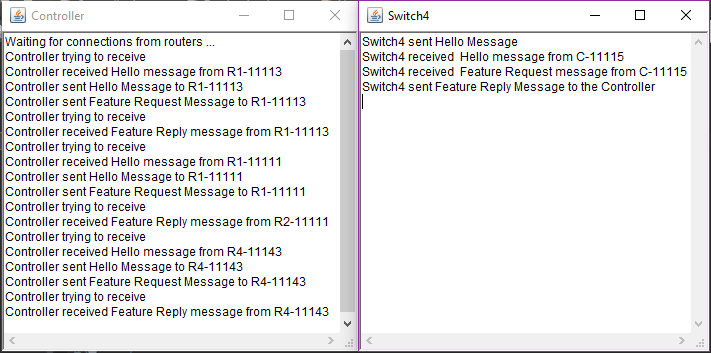 Controller
Waiting for connections from routers ...
Controller trying to receive
Controller received Hello message from R1-11113
Controller sent Hello Message to R1-11113
Controller sent Feature Request Message to R1-11113
Controller trying to receive
Controller received Feature Reply message from R1-11113
Controller trying to receive
Controller received Hello message from R1-11111
Controller sent Hello Message to R1-11111
Controller sent Feature Request Message to R1-11111
Controller trying to receive
Controller received Feature Reply message from R2-11111
Controller trying to receive
Controller received Hello message from R4-11143
Controller sent Hello Message to R4-11143
Controller sent Feature Request Message to R4-11143
Controller trying to receive
Controller received Feature Reply message from R4-11143
Switch4
Switch4 sent Hello Message
Switch4 received  Hello message from C-11115
Switch4 received  Feature Request message from C-11115
Switch4 sent Feature Reply Message to the Controller